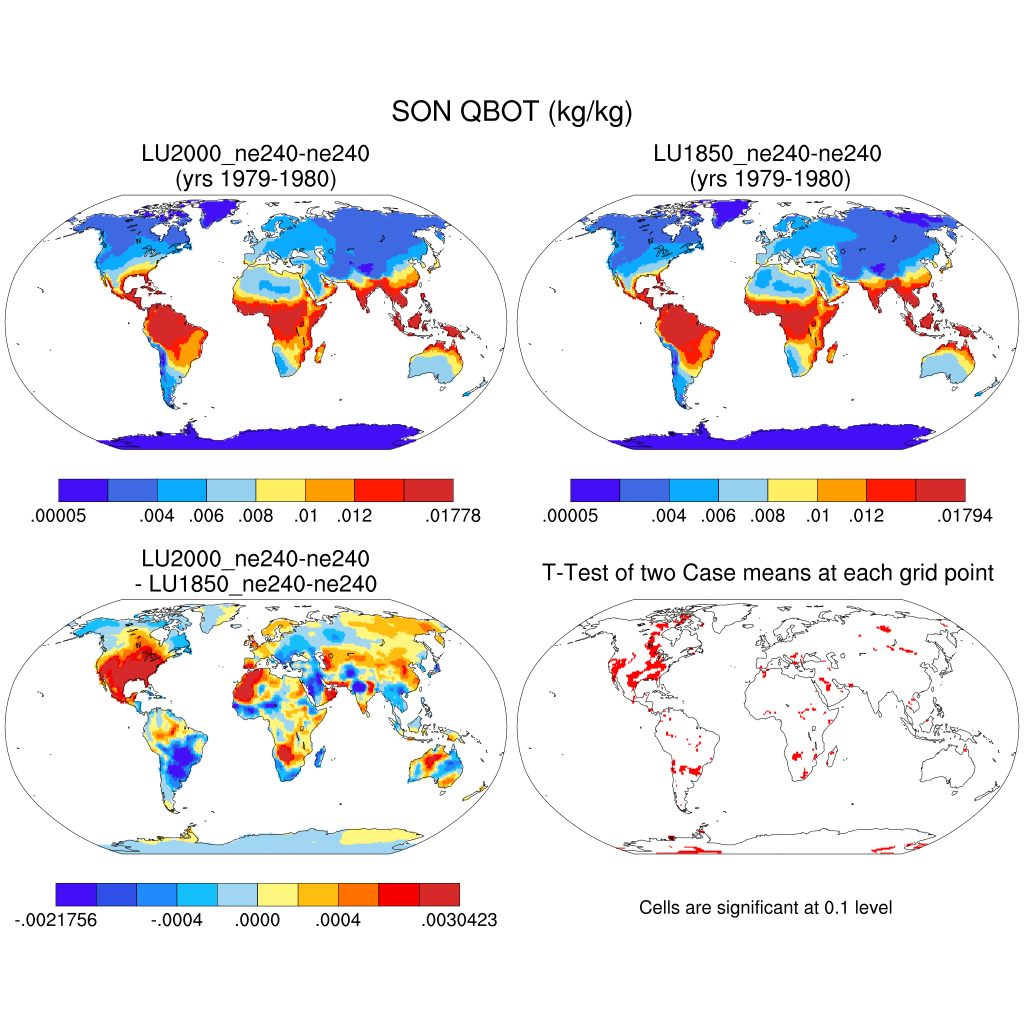 SON QBOT (kg/kg)
LU2000_ne240-ne240
(yrs 1979-1980)
LU1850_ne240-ne240
(yrs 1979-1980)
.00005 .004 .006 .008 .01 .012 .01778
.00005 .004 .006 .008 .01 .012 .01794
LU2000_ne240-ne240
- LU1850_ne240-ne240
T-Test of two Case means at each grid point
-.0021756 -.0004 .0000 .0004 .0030423
Cells are significant at 0.1 level